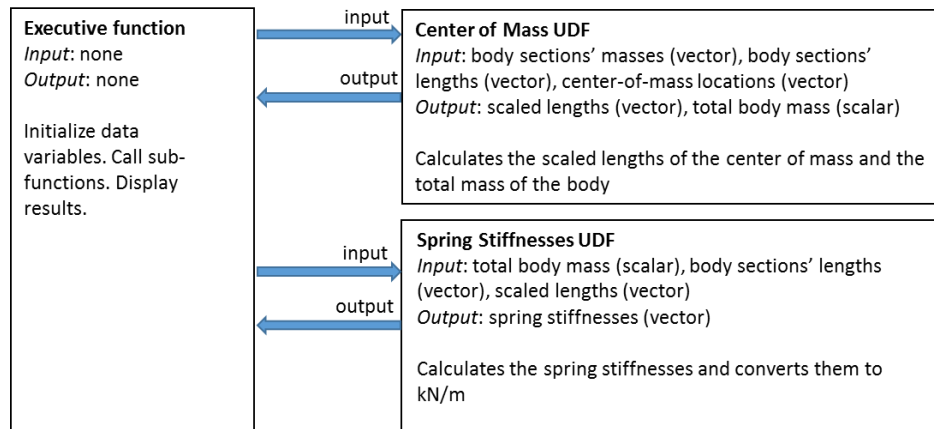 Executive function
Input: none
Output: none
Initialize data
variables. Call sub-
functions. Display
results.
input
output
Center of Mass UDF
Input: body sections' masses (vector), body sections'
lengths (vector), center-of-mass locations (vector)
Output: scaled lengths (vector), total body mass (scalar)
Calculates the scaled lengths of the center of mass and the
total mass of the body
input
output
Spring Stiffnesses UDF
Input: total body mass (scalar), body sections' lengths
(vector), scaled lengths (vector)
Output: spring stiffnesses (vector)
Calculates the spring stiffnesses and converts them to
kN/m